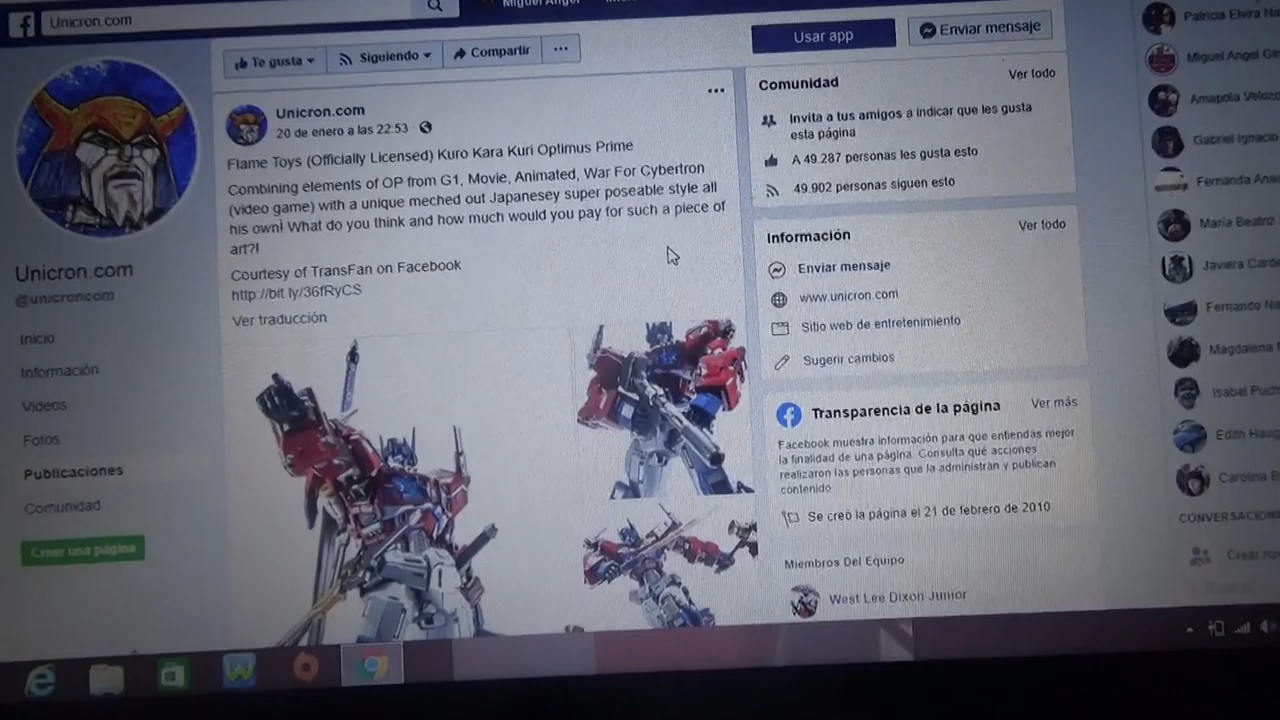 Unicron.com
Miguel Angel
Te gusta
Siguiendo
Compartir
Usar app
Enviar mensaje
Unicron.com
@unicroncom
Inicio
Información
Videos
Fotos
Publicaciones
Comunidad
Crear una página
Unicron.com
20 de enero a las 22:53
Flame Toys (Officially Licensed) Kuro Kara Kuri Optimus Prime
Combining elements of OP from G1, Movie, Animated, War For Cybertron
(video game) with a unique meched out Japanesey super poseable style all
his own! What do you think and how much would you pay for such a piece of
art?!
Courtesy of TransFan on Facebook
http://bit.ly/36fRyCS
Ver traducción
Comunidad
Ver todo
Invita a tus amigos a indicar que les gusta
esta página
A 49.287 personas les gusta esto
49.902 personas siguen esto
Información
Ver todo
Enviar mensaje
www.unicron.com
Sitio web de entretenimiento
Sugerir cambios
Transparencia de la página
Ver más
Facebook muestra información para que entiendas mejor
la finalidad de una página. Consulta qué acciones
realizaron las personas que la administran y publican
contenido
Se creó la página el 21 de febrero de 2010
Miembros Del Equipo
West Lee Dixon Junior
Patricia Elvira
Miguel Angel
Amapola
Gabriel Ignacio
Fernanda
María Beatriz
Javiera
Fernando
Magdalena
Isabel
Edith
Carolina